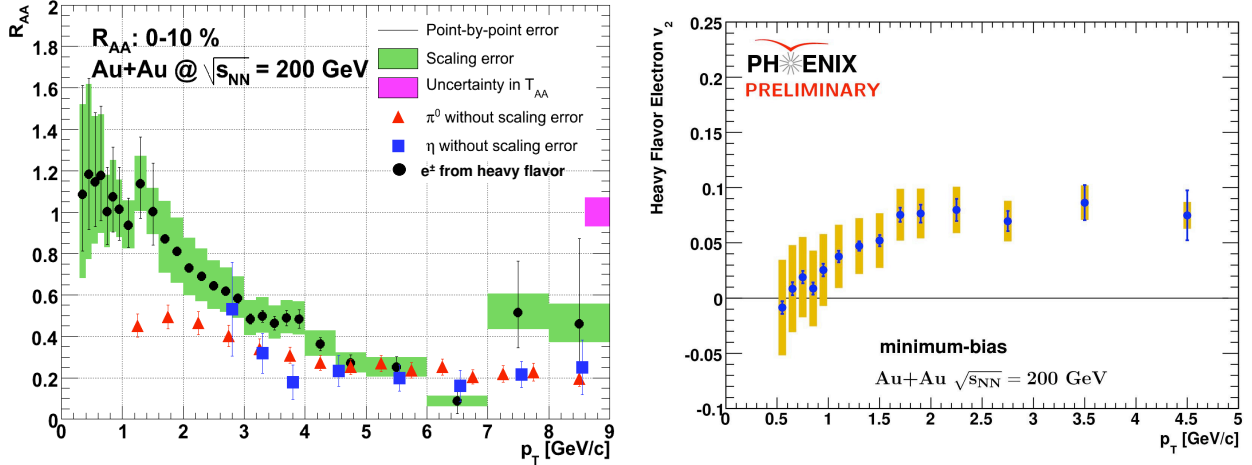 R_AA
2
1.8
1.6
1.4
1.2
1
0.8
0.6
0.4
0.2
0
R_AA: 0-10 %
Au+Au @ √s_NN = 200 GeV
Point-by-point error
Scaling error
Uncertainty in T_AA
π⁰ without scaling error
η without scaling error
e± from heavy flavor
0 1 2 3 4 5 6 7 8 9
p_T [GeV/c]
Heavy Flavor Electron v_2
0.25
0.2
0.15
0.1
0.05
0
-0.05
-0.1
PHENIX
PRELIMINARY
minimum-bias
Au+Au √s_NN = 200 GeV
0 0.5 1 1.5 2 2.5 3 3.5 4 4.5 5
p_T [GeV/c]